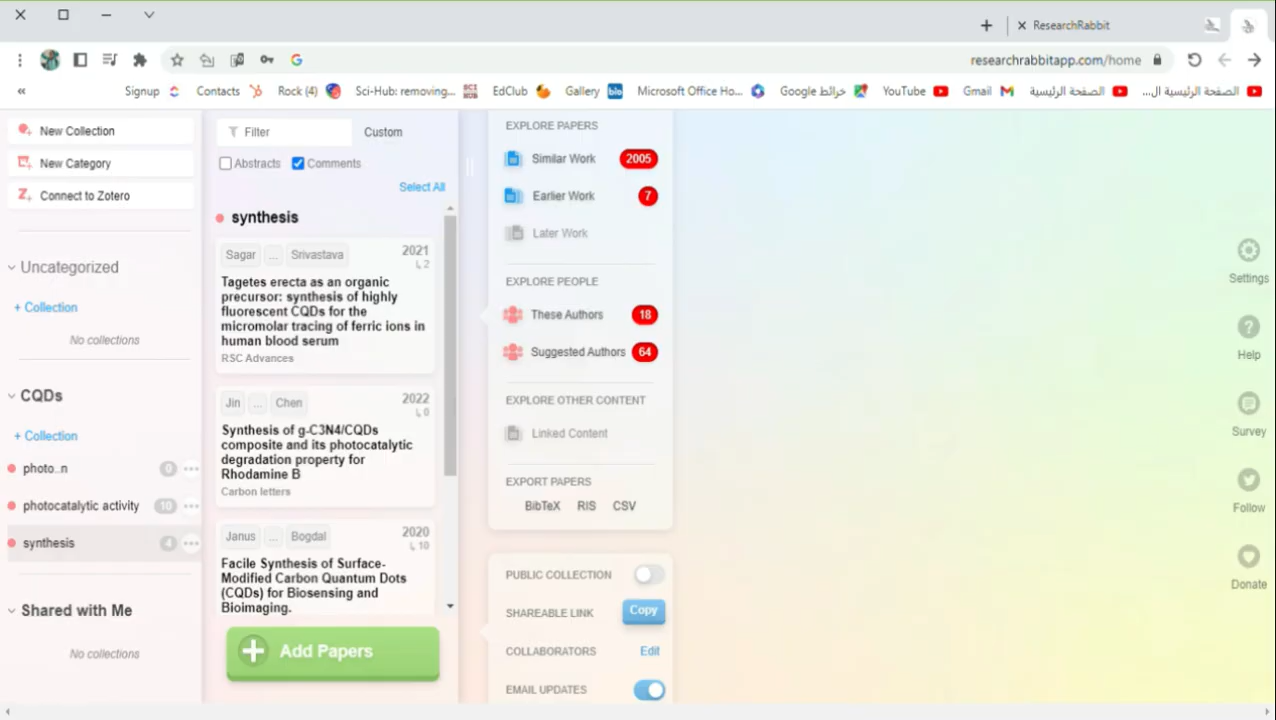 ResearchRabbit
researchrabbitapp.com/home
«
Signup
Contacts
Rock (4)
Sci-Hub: removing...
EdClub
Gallery
Microsoft Office Ho...
خرائط Google
YouTube
Gmail
الصفحة الرئيسية
الصفحة الرئيسية ال...
New Collection
New Category
Connect to Zotero
Uncategorized
+ Collection
No collections
CQDs
+ Collection
photo..n 0 ...
photocatalytic activity 10 ...
synthesis 4 ...
Shared with Me
No collections
Filter
Custom
Abstracts
Comments
Select All
synthesis
Sagar ... Srivastava 2021
2
Tagetes erecta as an organic
precursor: synthesis of highly
fluorescent CQDs for the
micromolar tracing of ferric ions in
human blood serum
RSC Advances
Jin ... Chen 2022
0
Synthesis of g-C3N4/CQDs
composite and its photocatalytic
degradation property for
Rhodamine B
Carbon letters
Janus ... Bogdal 2020
10
Facile Synthesis of Surface-
Modified Carbon Quantum Dots
(CQDs) for Biosensing and
Bioimaging.
Add Papers
EXPLORE PAPERS
Similar Work 2005
Earlier Work 7
Later Work
EXPLORE PEOPLE
These Authors 18
Suggested Authors 64
EXPLORE OTHER CONTENT
Linked Content
EXPORT PAPERS
BibTeX RIS CSV
PUBLIC COLLECTION
SHAREABLE LINK Copy
COLLABORATORS Edit
EMAIL UPDATES
Settings
Help
Survey
Follow
Donate